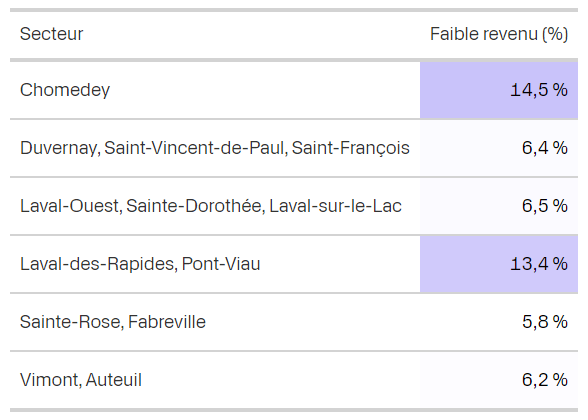 Secteur Faible revenu (%)
Chomedey 14,5 %
Duvernay, Saint-Vincent-de-Paul, Saint-François 6,4 %
Laval-Ouest, Sainte-Dorothée, Laval-sur-le-Lac 6,5 %
Laval-des-Rapides, Pont-Viau 13,4 %
Sainte-Rose, Fabreville 5,8 %
Vimont, Auteuil 6,2 %